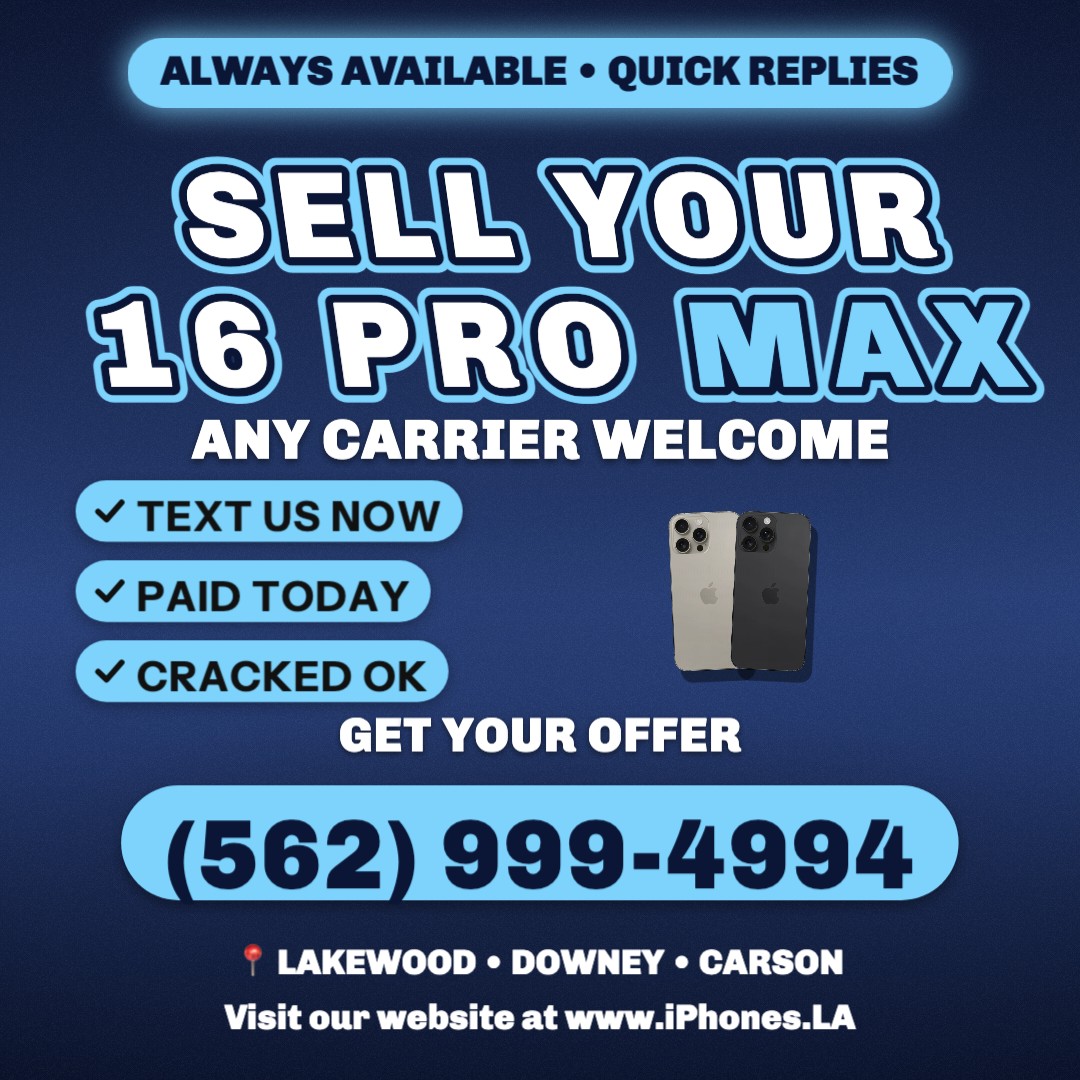 ALWAYS AVAILABLE • QUICK REPLIES
SELL YOUR
16 PRO MAX
ANY CARRIER WELCOME
✓ TEXT US NOW
✓ PAID TODAY
✓ CRACKED OK
GET YOUR OFFER
(562) 999-4994
📍 LAKEWOOD • DOWNEY • CARSON
Visit our website at www.iPhones.LA